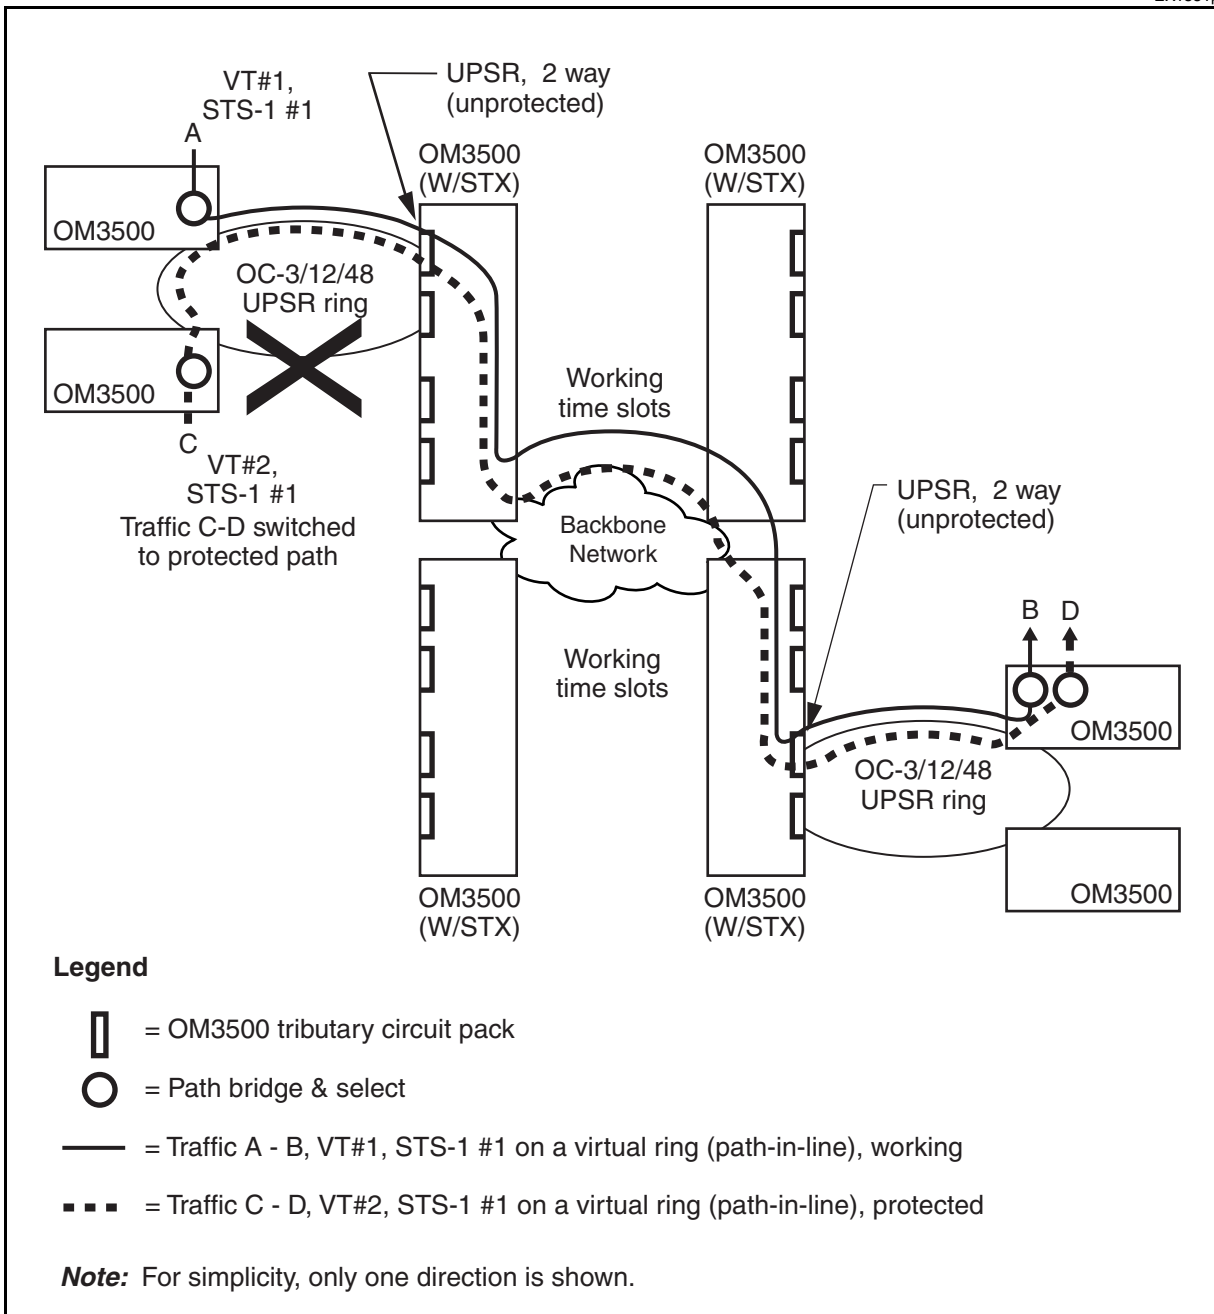 VT#1,
STS-1 #1
A
UPSR, 2 way
(unprotected)
OM3500
(W/STX)
OM3500
(W/STX)
OM3500
OC-3/12/48
UPSR ring
OM3500
C
VT#2,
STS-1 #1
Traffic C-D switched
to protected path
Working
time slots
Backbone
Network
UPSR, 2 way
(unprotected)
Working
time slots
B D
OM3500
OC-3/12/48
UPSR ring
OM3500
OM3500
(W/STX)
OM3500
(W/STX)
Legend
= OM3500 tributary circuit pack
= Path bridge & select
= Traffic A - B, VT#1, STS-1 #1 on a virtual ring (path-in-line), working
= Traffic C - D, VT#2, STS-1 #1 on a virtual ring (path-in-line), protected
Note: For simplicity, only one direction is shown.